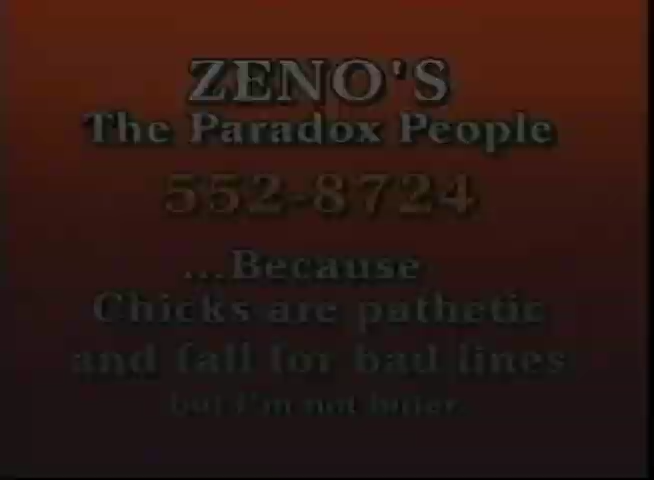 ZENO'S
The Paradox People
552-8724
...Because
Chicks are pathetic
and fall for bad lines
but I'm not bitter